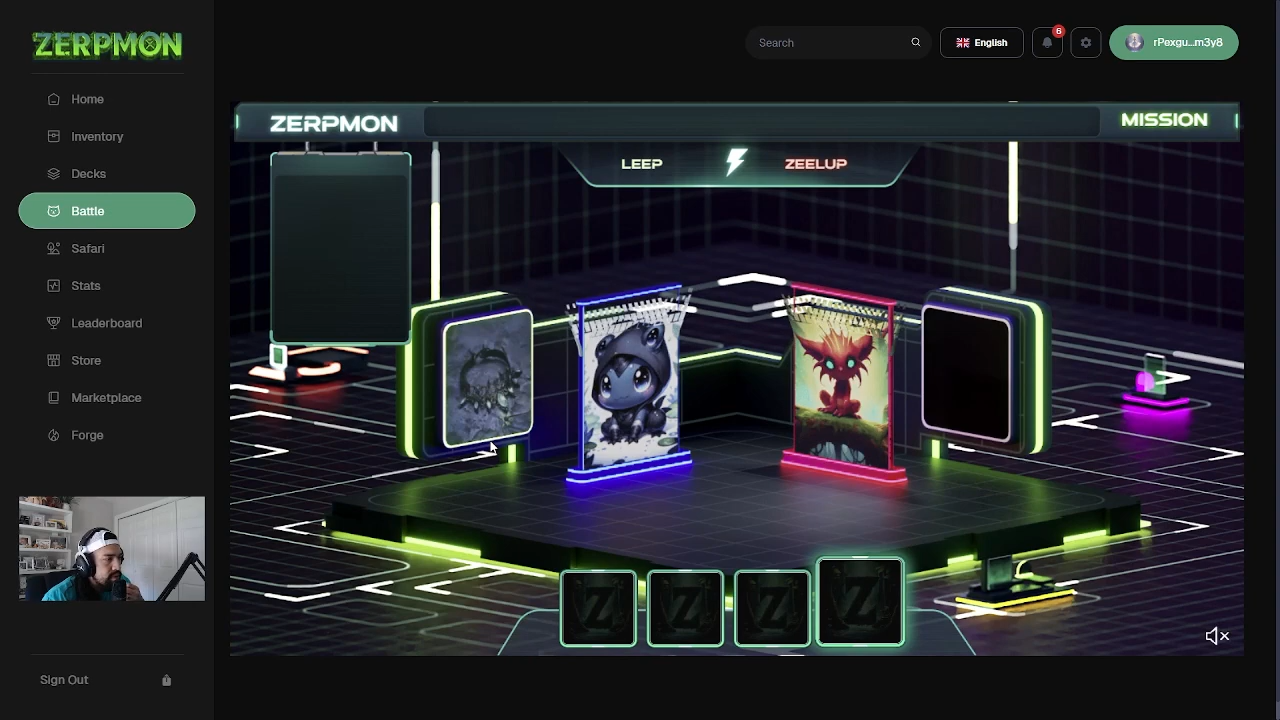 ZERPMON
Search
English
6
rPexgu...m3y8
Home
Inventory
Decks
Battle
Safari
Stats
Leaderboard
Store
Marketplace
Forge
Sign Out
ZERPMON
MISSION
LEEP
ZEELUP
Z
Z
Z
Z